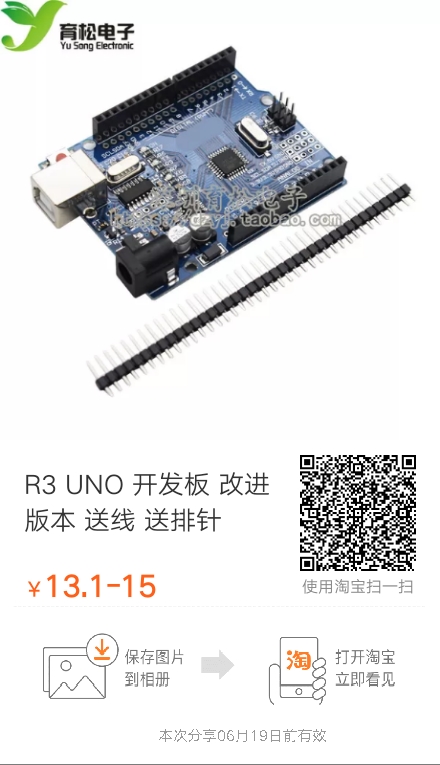 育松电子
Yu Song Electronic
R3 UNO 开发板 改进
版本 送线 送排针
¥13.1-15
使用淘宝扫一扫
保存图片
到相册
淘
打开淘宝
立即看见
本次分享06月19日前有效